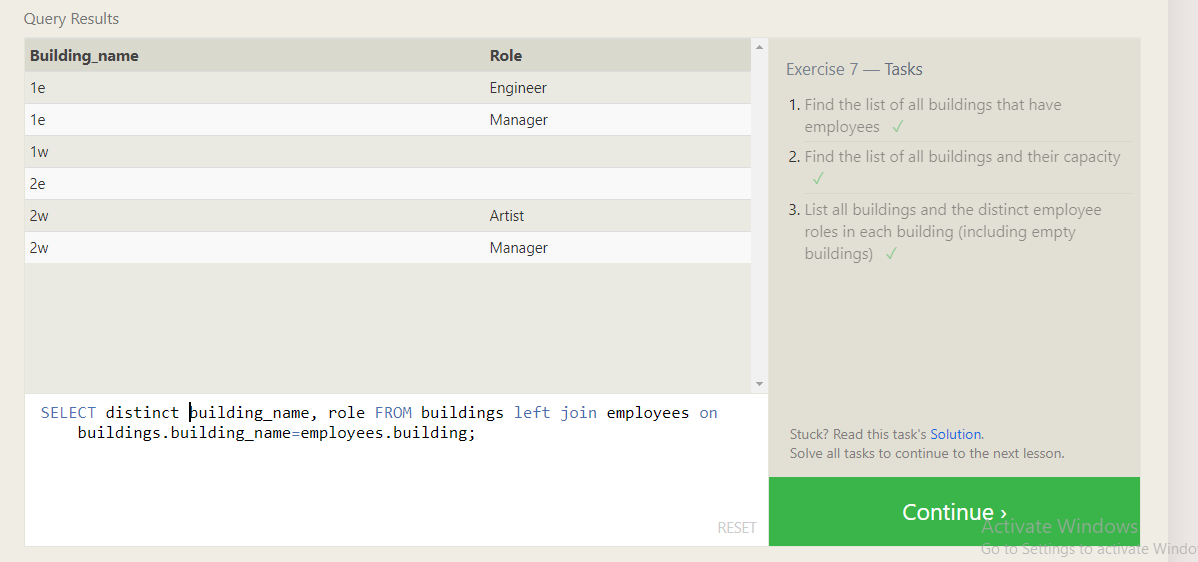 Query Results
Building_name Role
1e Engineer
1e Manager
1w
2e
2w Artist
2w Manager
SELECT distinct building_name, role FROM buildings left join employees on
buildings.building_name=employees.building;
RESET
Exercise 7 — Tasks
1. Find the list of all buildings that have
employees ✓
2. Find the list of all buildings and their capacity
✓
3. List all buildings and the distinct employee
roles in each building (including empty
buildings) ✓
Stuck? Read this task's Solution.
Solve all tasks to continue to the next lesson.
Continue ›
Activate Windows
Go to Settings to activate Windo